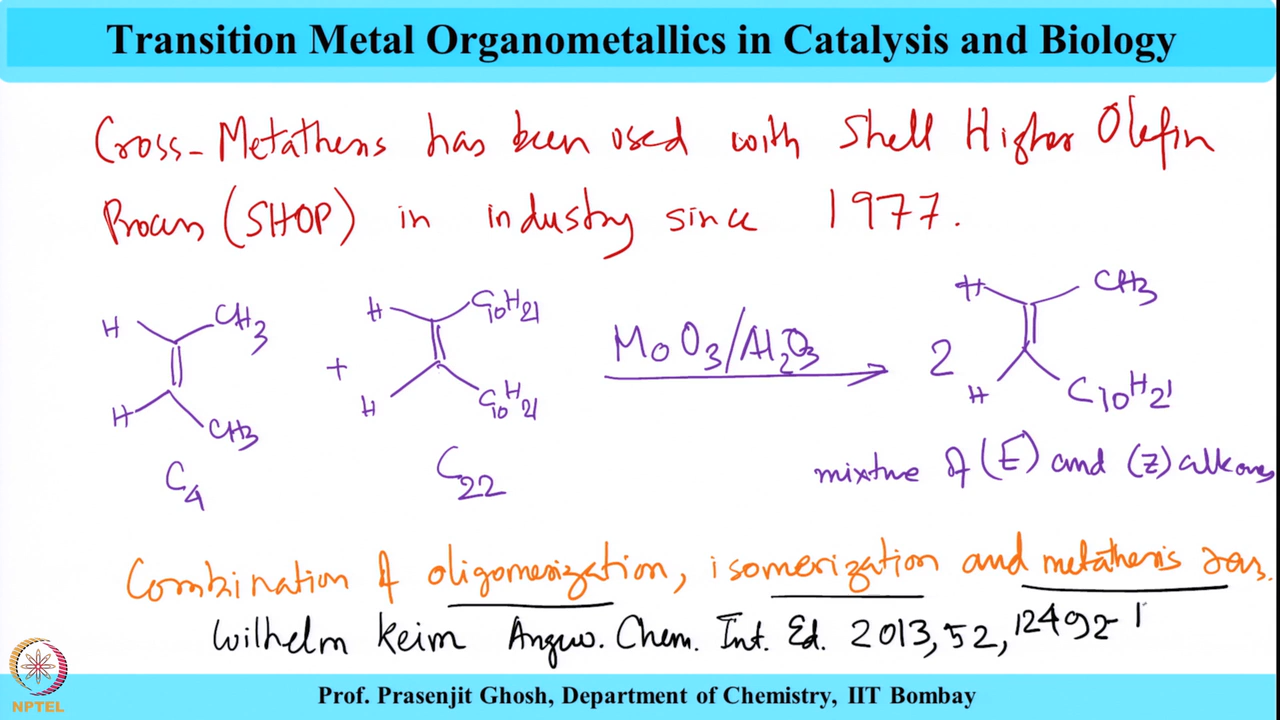 Transition Metal Organometallics in Catalysis and Biology
Cross-Metathesis has been used with Shell Higher Olefin
Process (SHOP) in industry since 1977.
H CH3 H C10H21 H CH3
+ MoO3/Al2O3 2
H CH3 H C10H21 H C10H21
C4 C22 mixture of (E) and (Z) alkenes
Combination of oligomerization, isomerization and metathesis
Wilhelm Keim Angew. Chem. Int. Ed. 2013, 52, 12492
NPTEL
Prof. Prasenjit Ghosh, Department of Chemistry, IIT Bombay